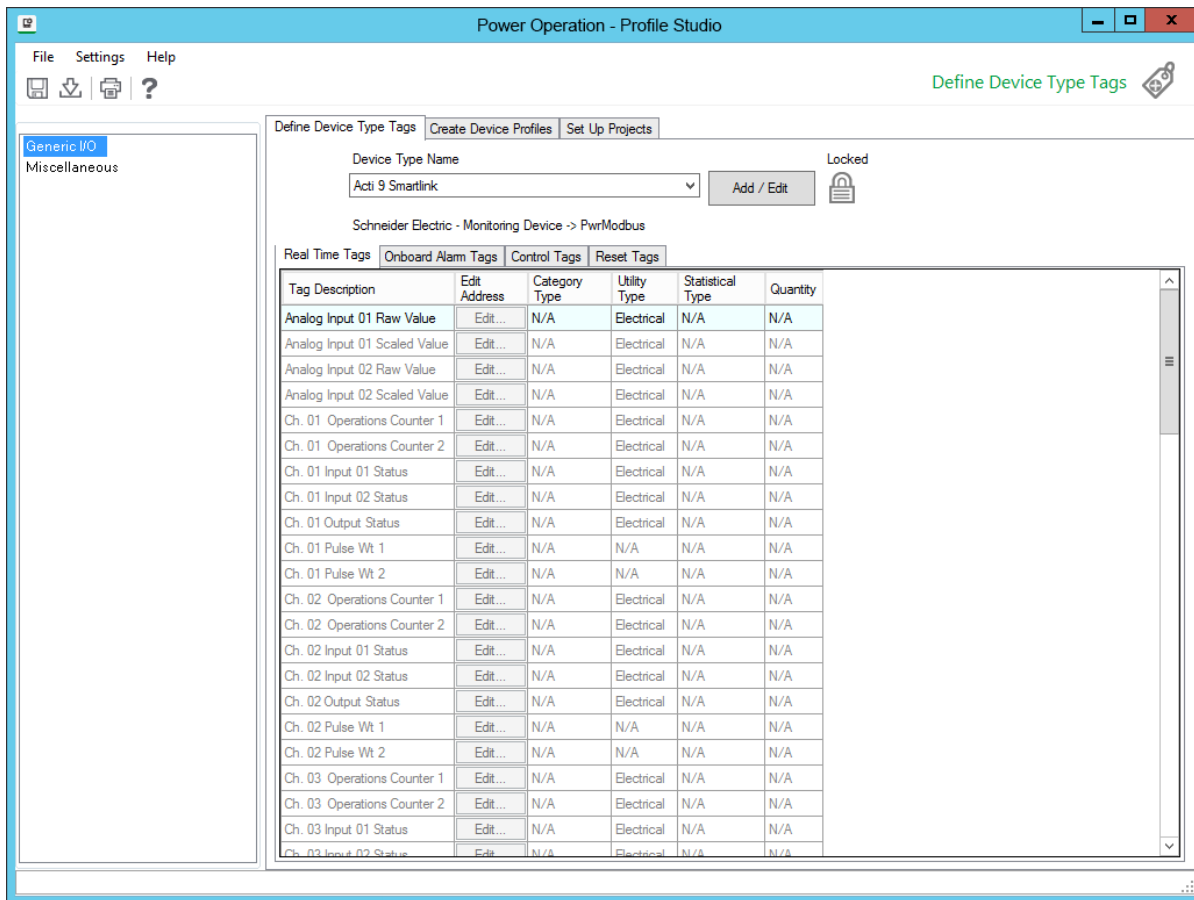 Power Operation - Profile Studio
File Settings Help
Define Device Type Tags
Generic I/O
Miscellaneous
Define Device Type Tags Create Device Profiles Set Up Projects
Device Type Name Locked
Acti 9 Smartlink Add / Edit
Schneider Electric - Monitoring Device -> PwrModbus
Real Time Tags Onboard Alarm Tags Control Tags Reset Tags
Tag Description Edit Address Category Type Utility Type Statistical Type Quantity
Analog Input 01 Raw Value Edit... N/A Electrical N/A N/A
Analog Input 01 Scaled Value Edit... N/A Electrical N/A N/A
Analog Input 02 Raw Value Edit... N/A Electrical N/A N/A
Analog Input 02 Scaled Value Edit... N/A Electrical N/A N/A
Ch. 01 Operations Counter 1 Edit... N/A Electrical N/A N/A
Ch. 01 Operations Counter 2 Edit... N/A Electrical N/A N/A
Ch. 01 Input 01 Status Edit... N/A Electrical N/A N/A
Ch. 01 Input 02 Status Edit... N/A Electrical N/A N/A
Ch. 01 Output Status Edit... N/A Electrical N/A N/A
Ch. 01 Pulse Wt 1 Edit... N/A N/A N/A N/A
Ch. 01 Pulse Wt 2 Edit... N/A N/A N/A N/A
Ch. 02 Operations Counter 1 Edit... N/A Electrical N/A N/A
Ch. 02 Operations Counter 2 Edit... N/A Electrical N/A N/A
Ch. 02 Input 01 Status Edit... N/A Electrical N/A N/A
Ch. 02 Input 02 Status Edit... N/A Electrical N/A N/A
Ch. 02 Output Status Edit... N/A Electrical N/A N/A
Ch. 02 Pulse Wt 1 Edit... N/A N/A N/A N/A
Ch. 02 Pulse Wt 2 Edit... N/A N/A N/A N/A
Ch. 03 Operations Counter 1 Edit... N/A Electrical N/A N/A
Ch. 03 Operations Counter 2 Edit... N/A Electrical N/A N/A
Ch. 03 Input 01 Status Edit... N/A Electrical N/A N/A
Ch. 03 Input 02 Status Edit... N/A Electrical N/A N/A